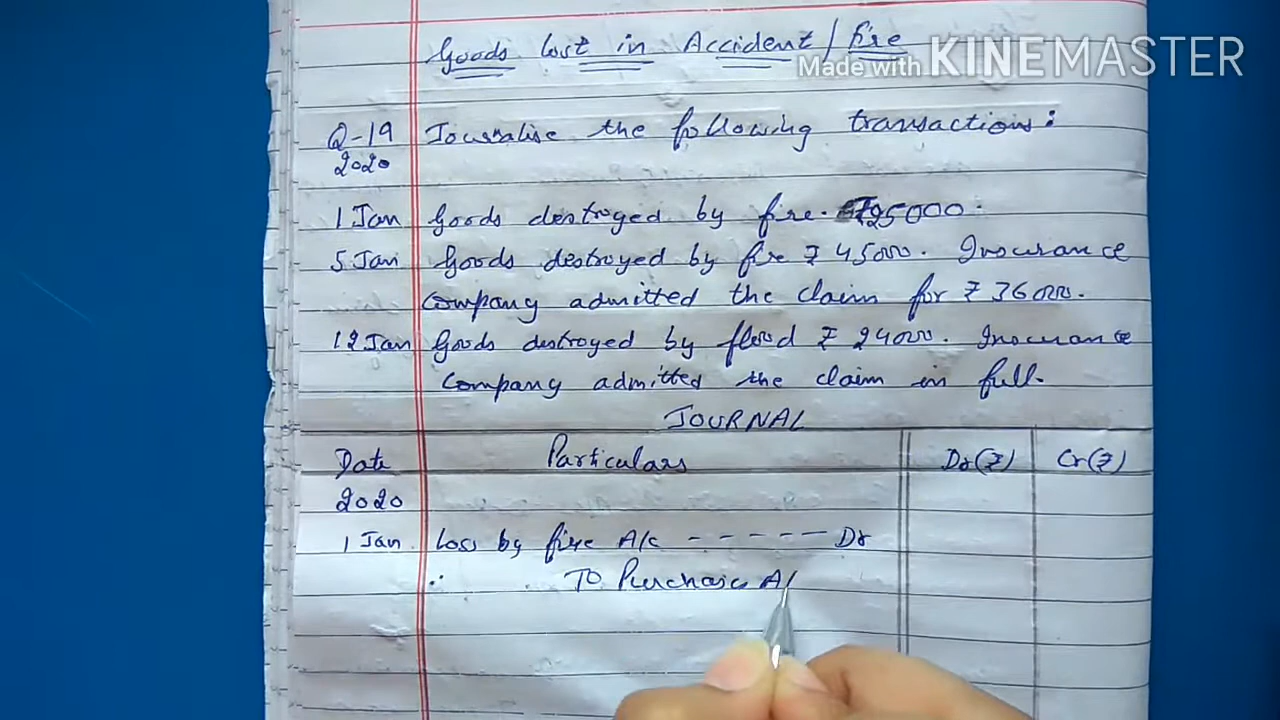 Goods lost in Accident/fire
Made with KINEMASTER
Q-19 Journalise the following transactions:
2020
1 Jan Goods destroyed by fire. ₹25000.
5 Jan Goods destroyed by fire ₹ 45000. Insurance
company admitted the claim for ₹ 36000.
12 Jan Goods destroyed by flood ₹ 24000. Insurance
company admitted the claim in full.
JOURNAL
Date Particulars Dr(₹) Cr(₹)
2020
1 Jan Loss by fire A/c - - - - - Dr
To Purchases A/